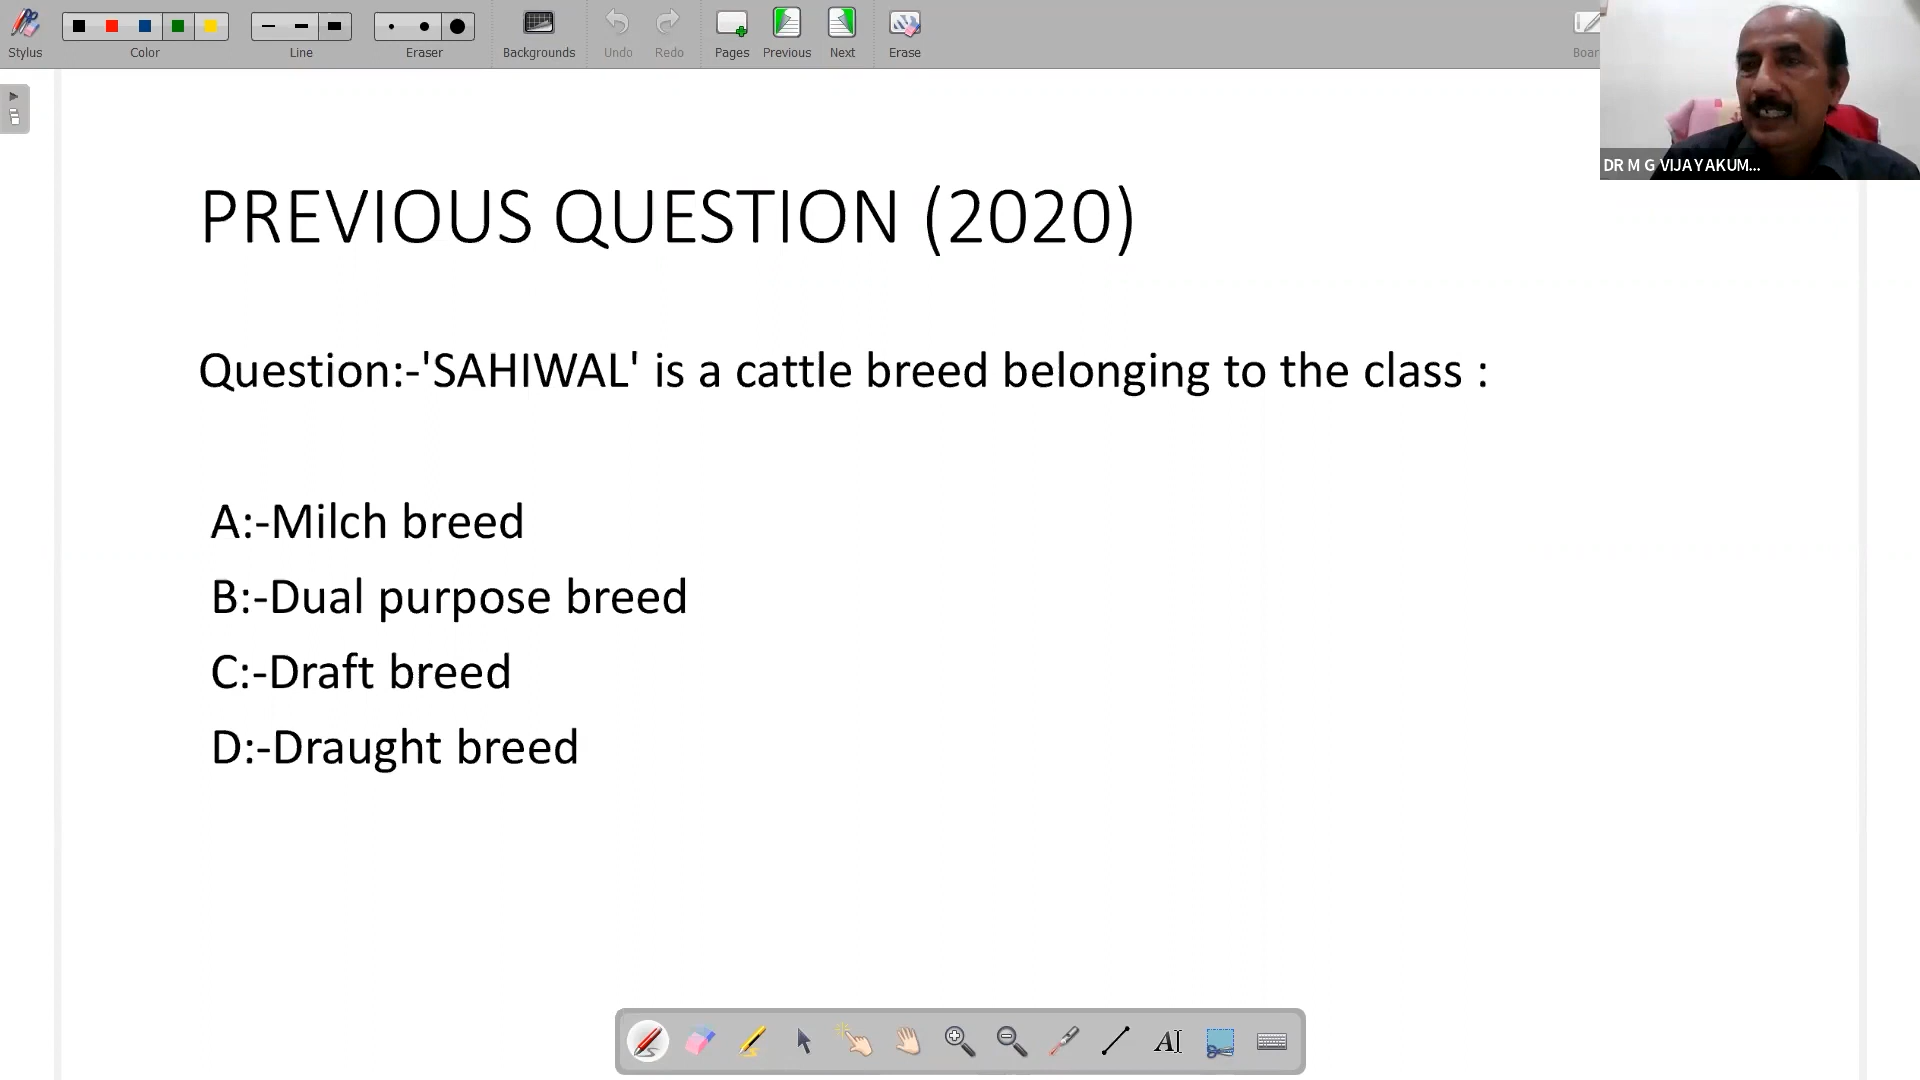 Stylus
Color
Line
Eraser
Backgrounds
Undo
Redo
Pages
Previous
Next
Erase
Boar
DR M G VIJAYAKUM...
PREVIOUS QUESTION (2020)
Question:-'SAHIWAL' is a cattle breed belonging to the class :
A:-Milch breed
B:-Dual purpose breed
C:-Draft breed
D:-Draught breed